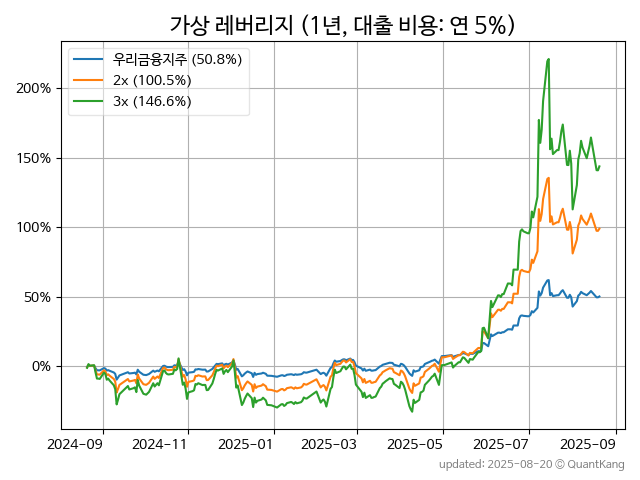 가상 레버리지 (1년, 대출 비용: 연 5%)
우리금융지주 (50.8%)
2x (100.5%)
3x (146.6%)
200%
150%
100%
50%
0%
2024-09 2024-11 2025-01 2025-03 2025-05 2025-07 2025-09
updated: 2025-08-20 © QuantKang